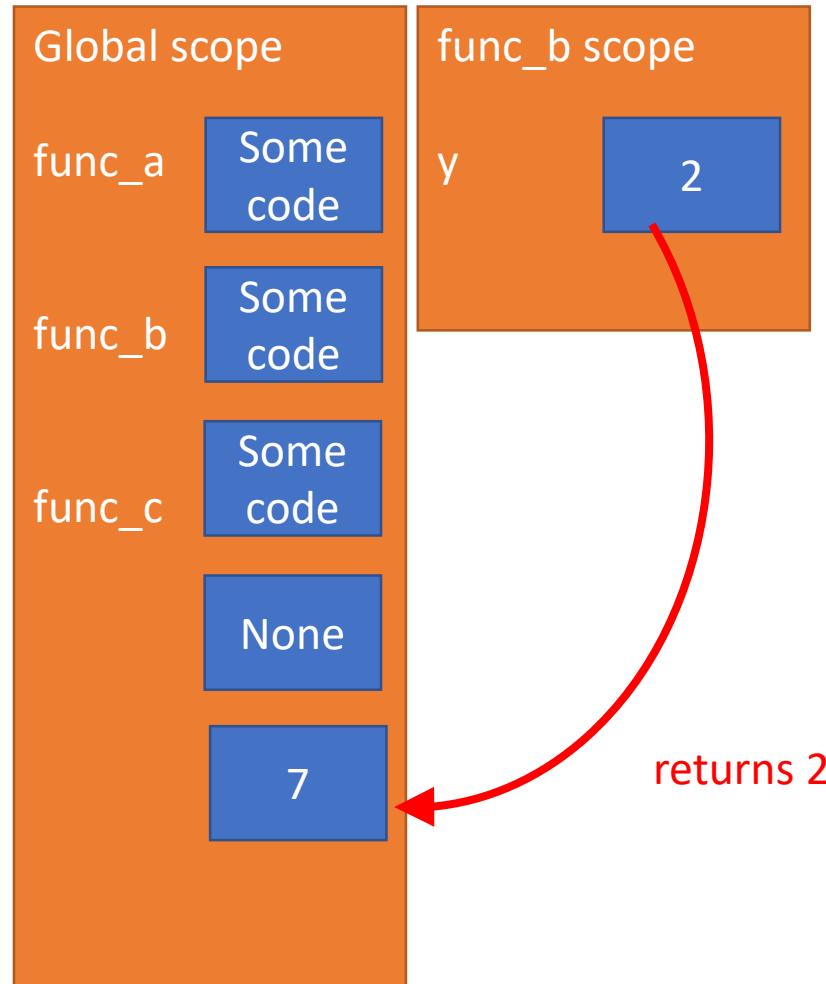 Global scope
func_a
Some
code
func_b
Some
code
func_c
Some
code
None
7
func_b scope
y
2
returns 2